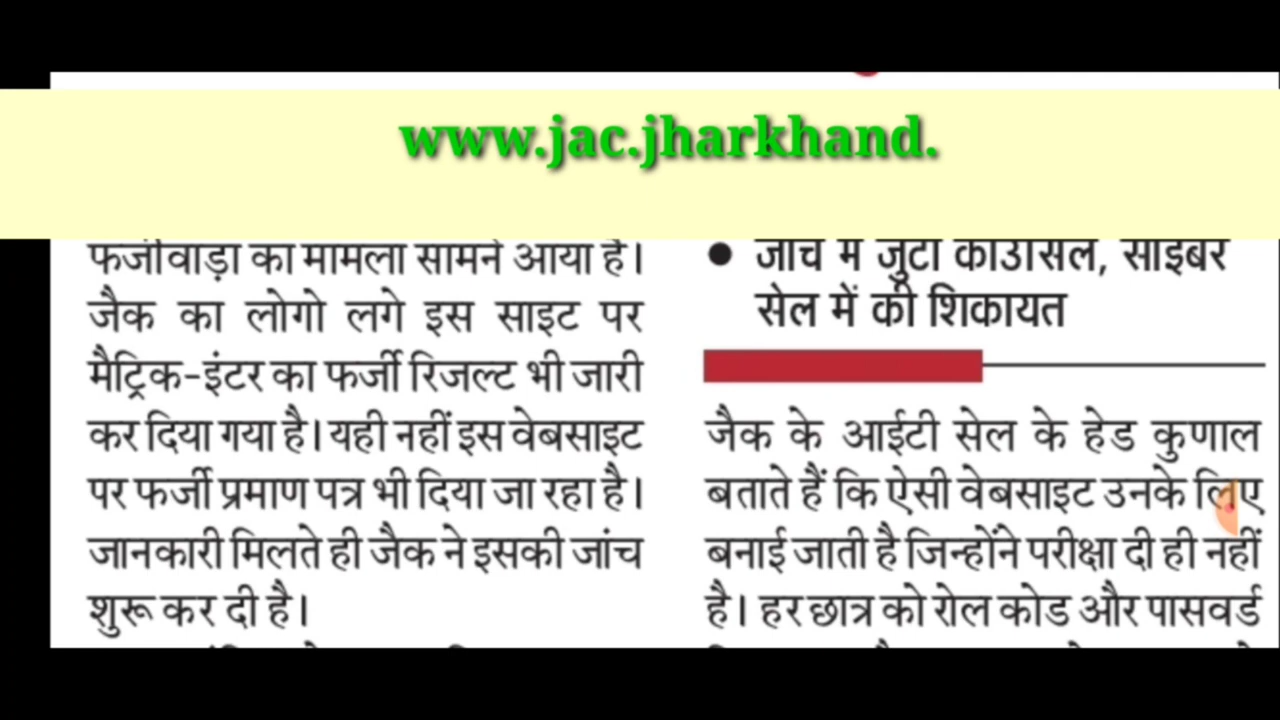 www.jac.jharkhand.
फर्जीवाड़ा का मामला सामने आया है।
जैक का लोगो लगे इस साइट पर
मैट्रिक-इंटर का फर्जी रिजल्ट भी जारी
कर दिया गया है। यही नहीं इस वेबसाइट
पर फर्जी प्रमाण पत्र भी दिया जा रहा है।
जानकारी मिलते ही जैक ने इसकी जांच
शुरू कर दी है।
● जांच में जुटी काउंसिल, साइबर
सेल में की शिकायत
जैक के आईटी सेल के हेड कुणाल
बताते हैं कि ऐसी वेबसाइट उनके लिए
बनाई जाती है जिन्होंने परीक्षा दी ही नहीं
है। हर छात्र को रोल कोड और पासवर्ड